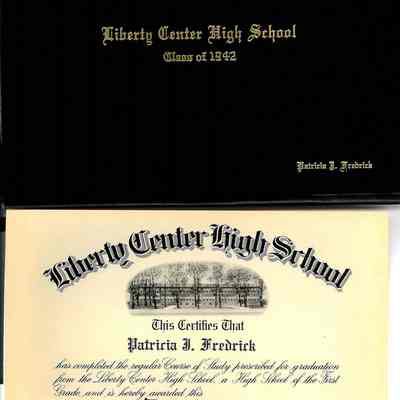 Liberty Center High School
Class of 1942
Patricia J. Fredrick
Liberty Center High School
This Certifies That
Patricia J. Fredrick
has completed the regular Course of Study prescribed for graduation
from the Liberty Center High School, a High School of the First
Grade, and is hereby awarded this